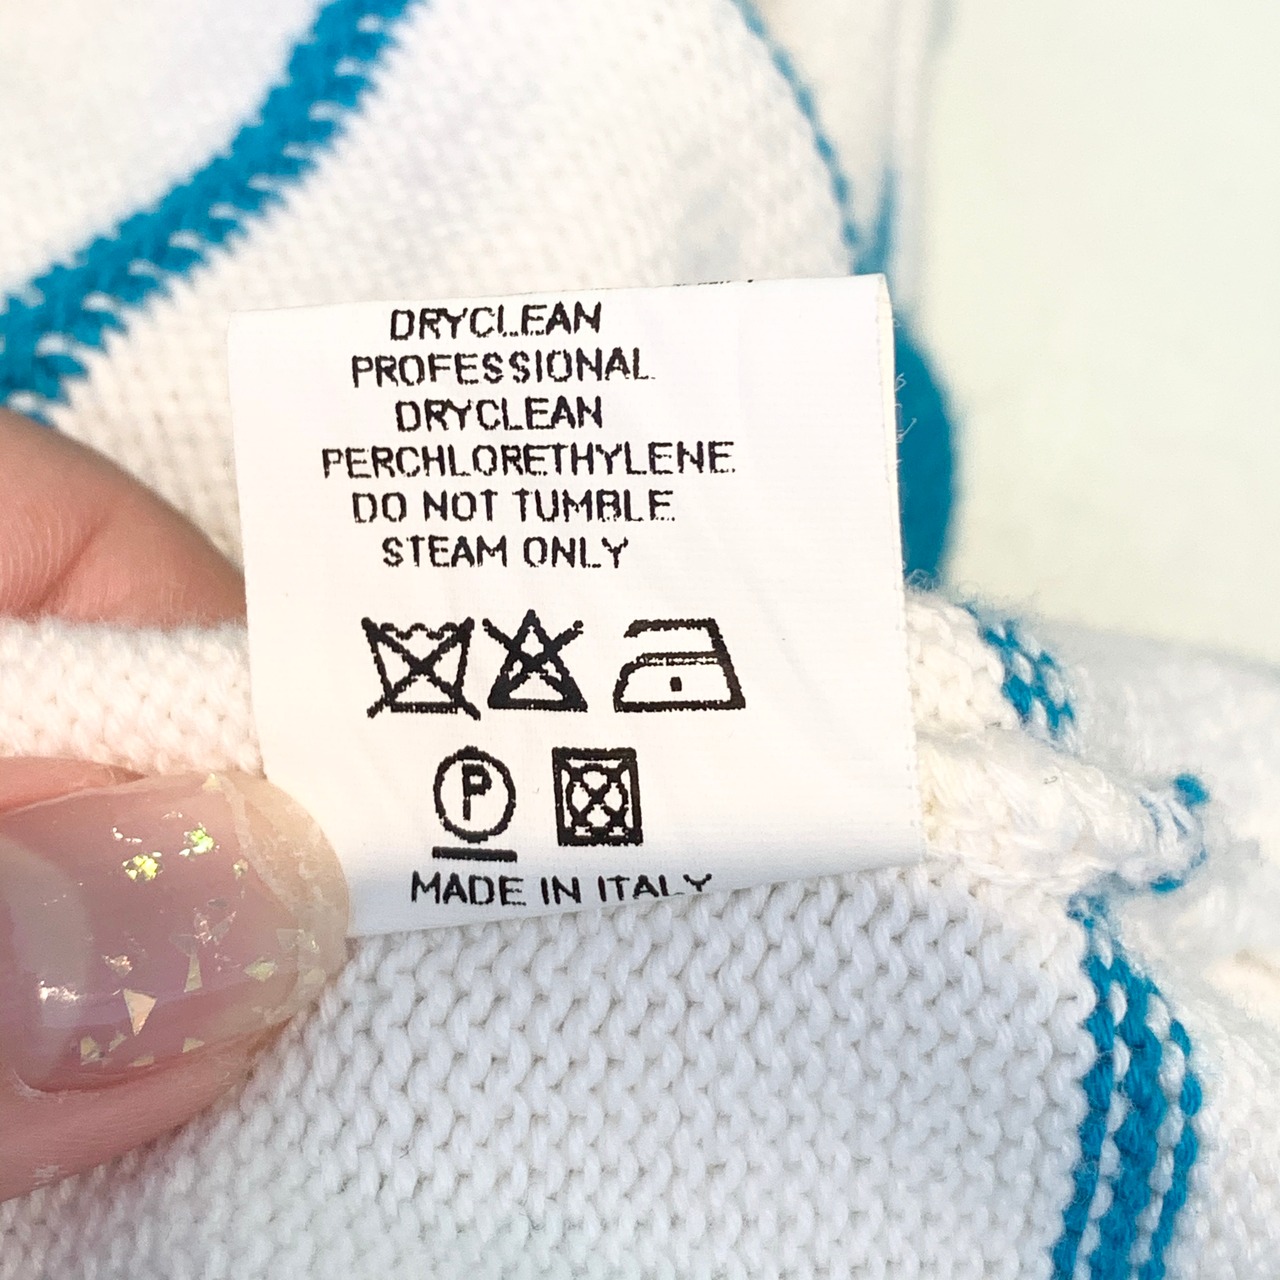 DRYCLEAN
PROFESSIONAL
DRYCLEAN
PERCHLORETHYLENE
DO NOT TUMBLE
STEAM ONLY
P
MADE IN ITALY